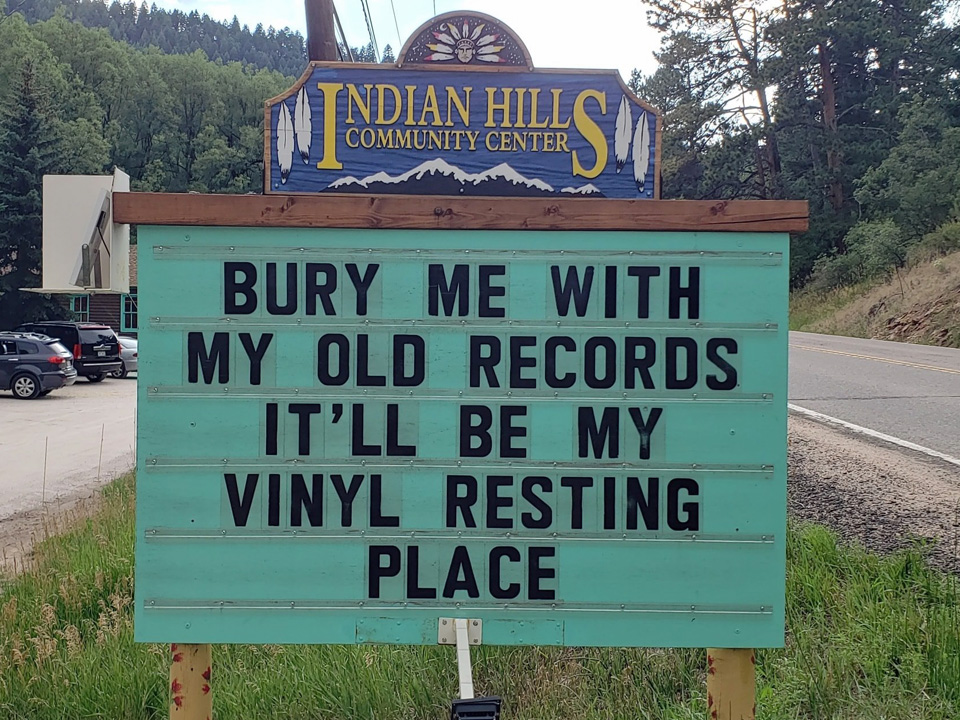 INDIAN HILLS
COMMUNITY CENTER
BURY ME WITH
MY OLD RECORDS
IT'LL BE MY
VINYL RESTING
PLACE